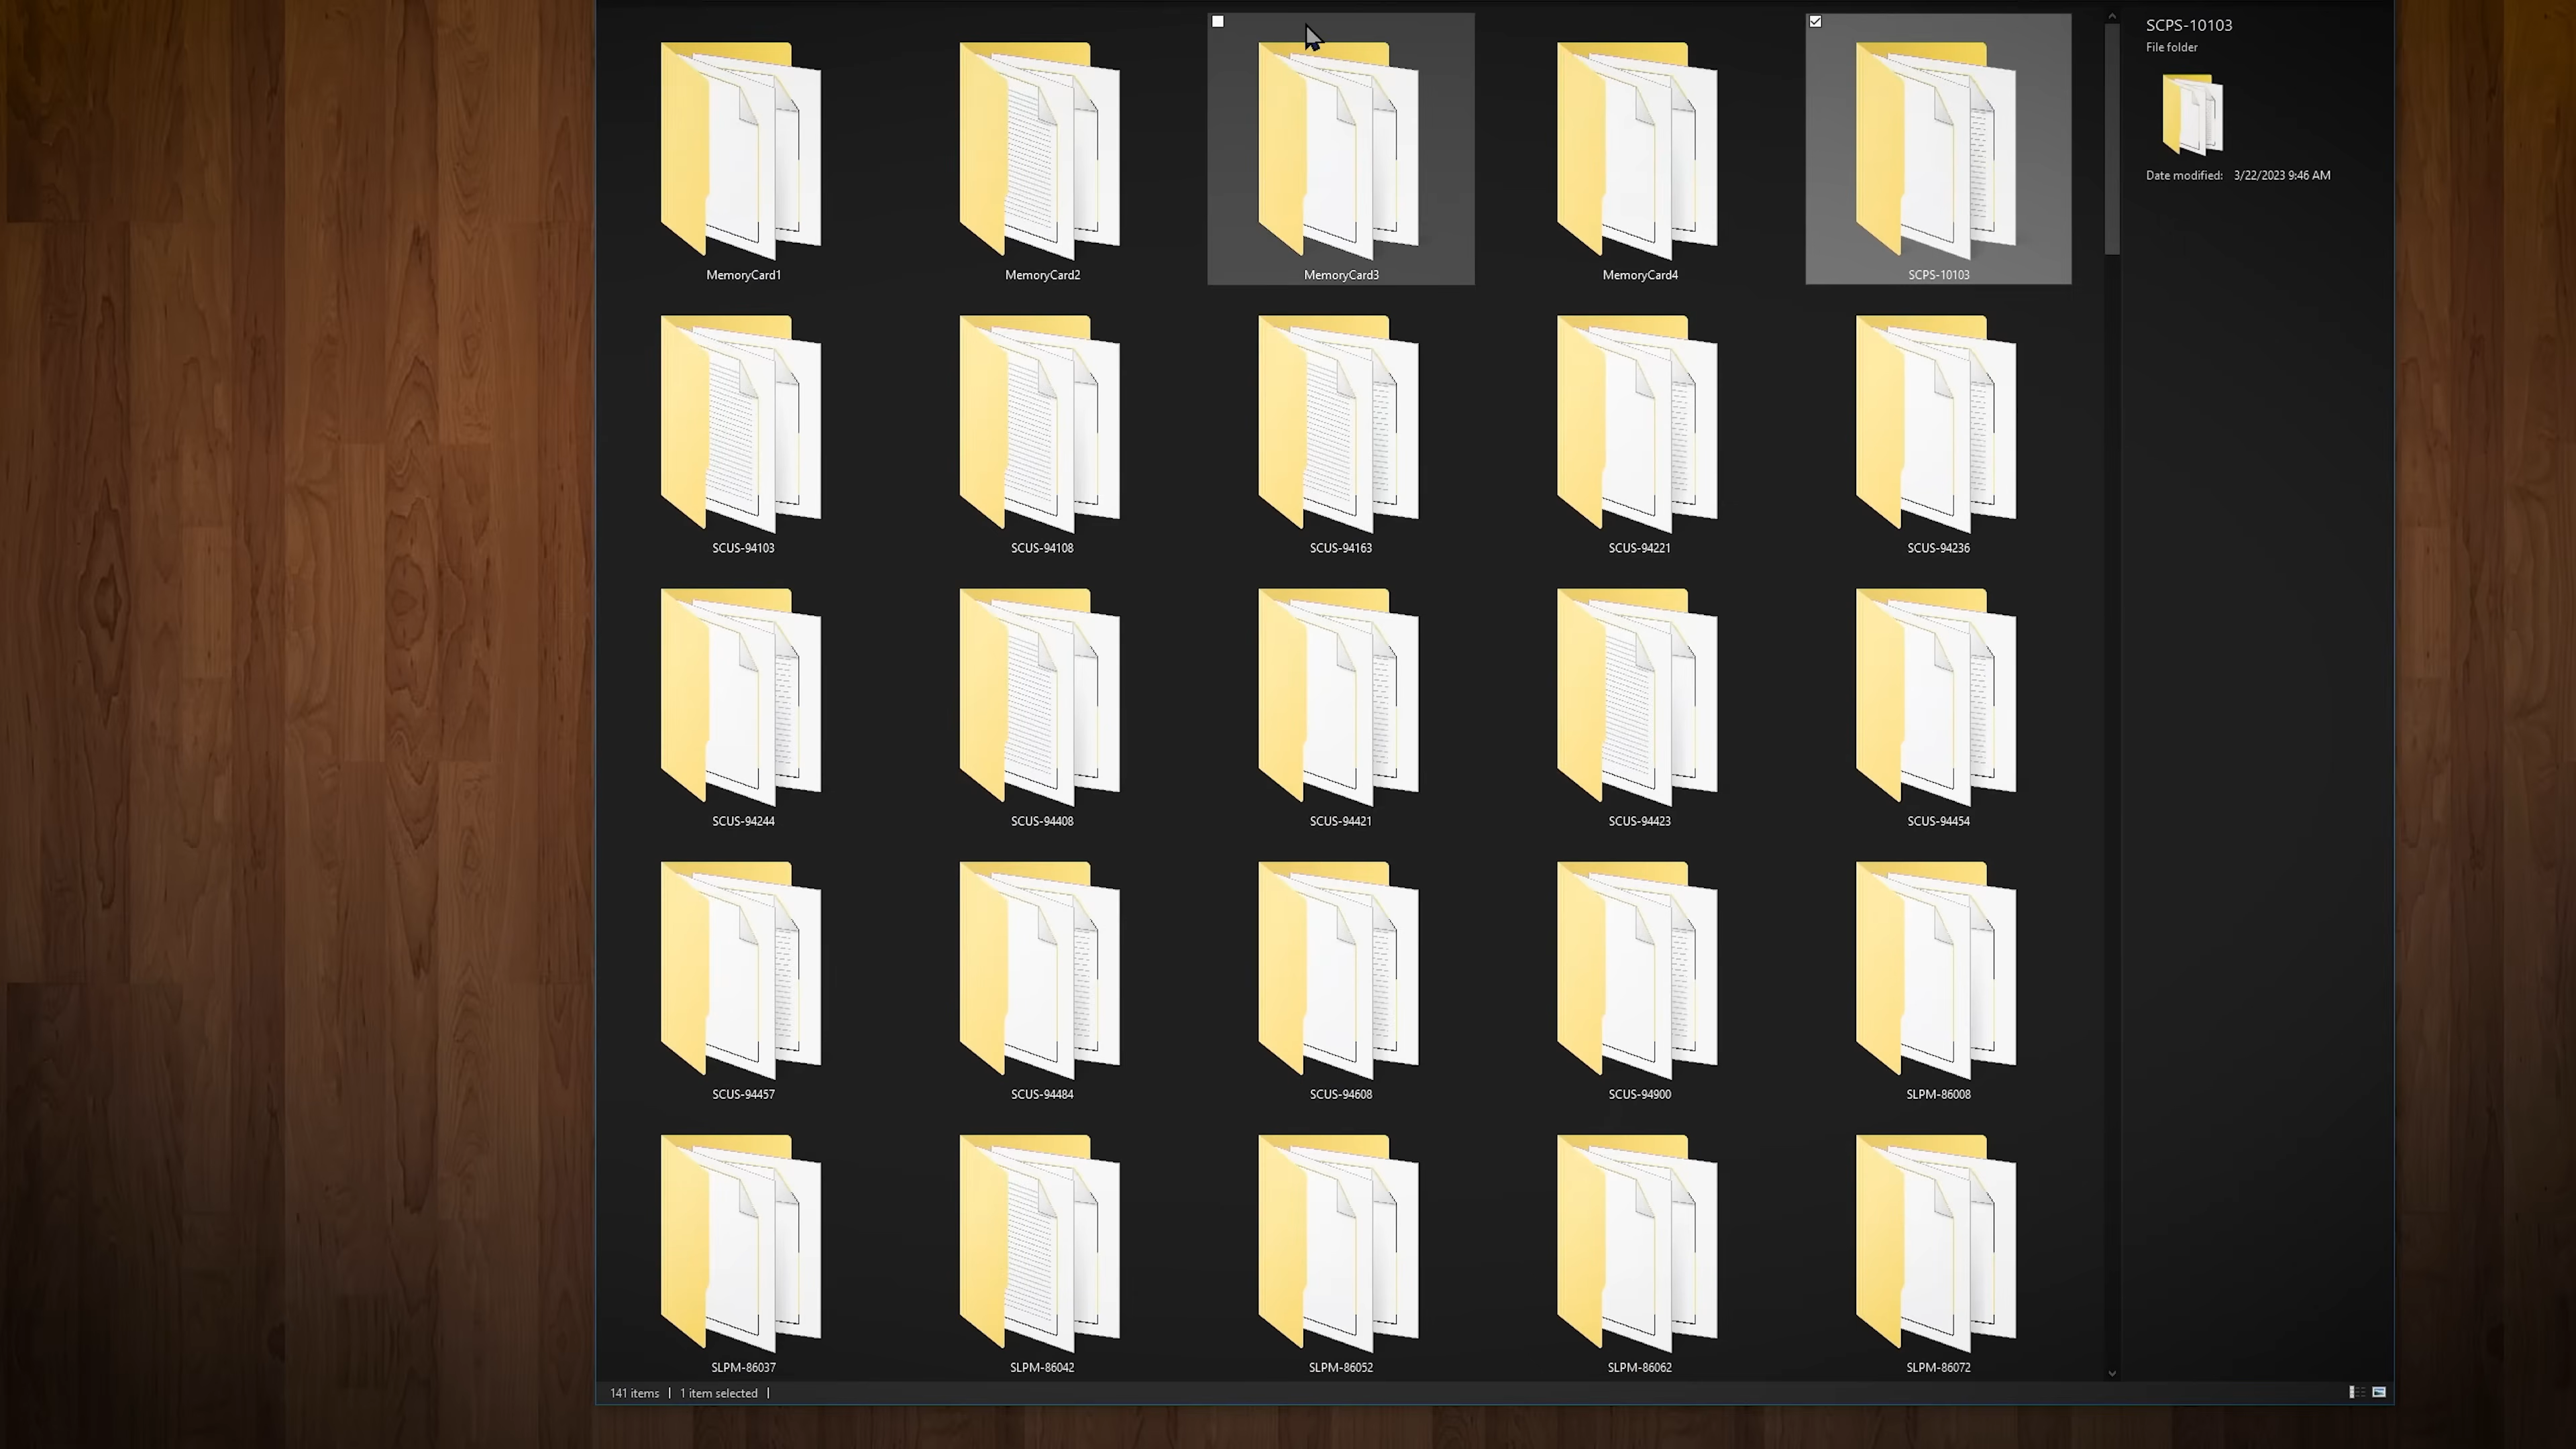 MemoryCard1 MemoryCard2 MemoryCard3 MemoryCard4 SCPS-10103
SCUS-94103 SCUS-94108 SCUS-94163 SCUS-94221 SCUS-94236
SCUS-94244 SCUS-94408 SCUS-94421 SCUS-94423 SCUS-94454
SCUS-94457 SCUS-94484 SCUS-94608 SCUS-94900 SLPM-86008
SLPM-86037 SLPM-86042 SLPM-86052 SLPM-86062 SLPM-86072
SCPS-10103
File folder
Date modified: 3/22/2023 9:46 AM
141 items | 1 item selected |